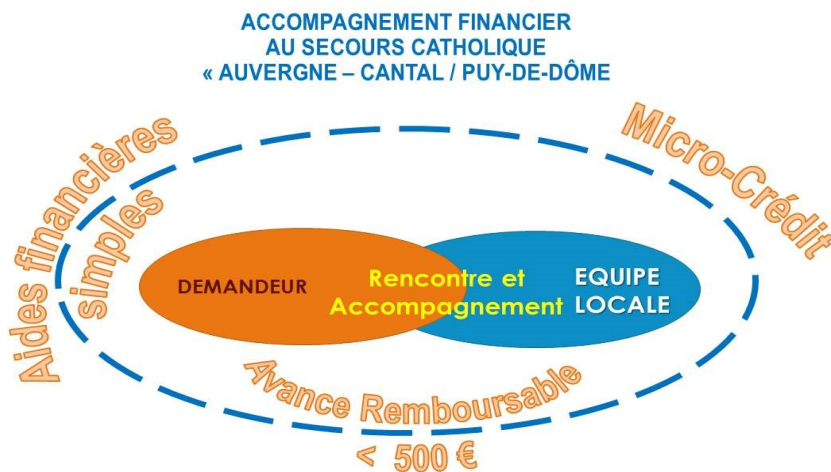 ACCOMPAGNEMENT FINANCIER
AU SECOURS CATHOLIQUE
« AUVERGNE – CANTAL / PUY-DE-DÔME
Aides financières
simples
Micro-Crédit
DEMANDEUR
Rencontre et
Accompagnement
EQUIPE
LOCALE
Avance Remboursable
< 500 €